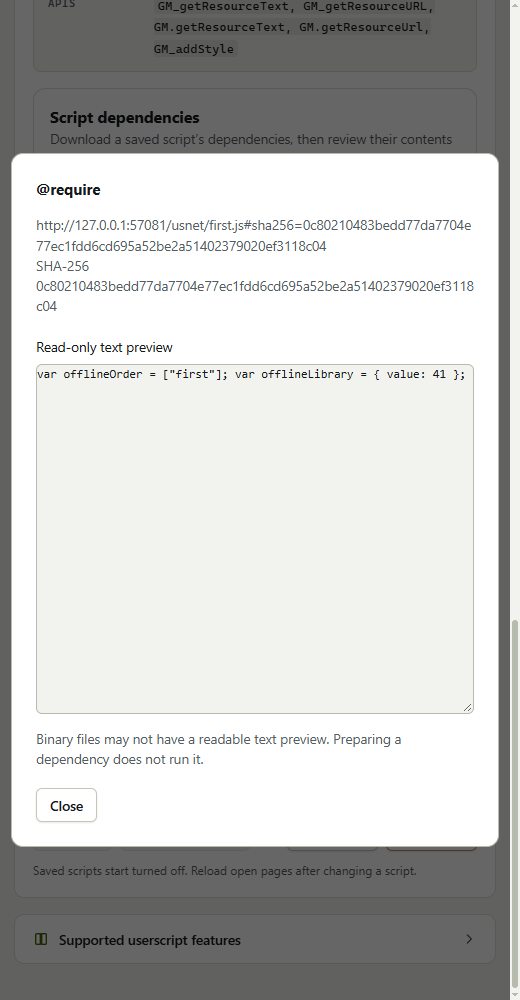 APIS
GM_getResourceText, GM_getResourceURL,
GM.getResourceText, GM.getResourceUrl,
GM_addStyle
Script dependencies
Download a saved script's dependencies, then review their contents
@require
http://127.0.0.1:57081/usnet/first.js#sha256=0c80210483bedd77da7704e
77ec1fdd6cd695a52be2a51402379020ef3118c04
SHA-256
0c80210483bedd77da7704e77ec1fdd6cd695a52be2a51402379020ef3118
c04
Read-only text preview
var offlineOrder = ["first"]; var offlineLibrary = { value: 41 };
Binary files may not have a readable text preview. Preparing a
dependency does not run it.
Close
Saved scripts start turned off. Reload open pages after changing a script.
Supported userscript features